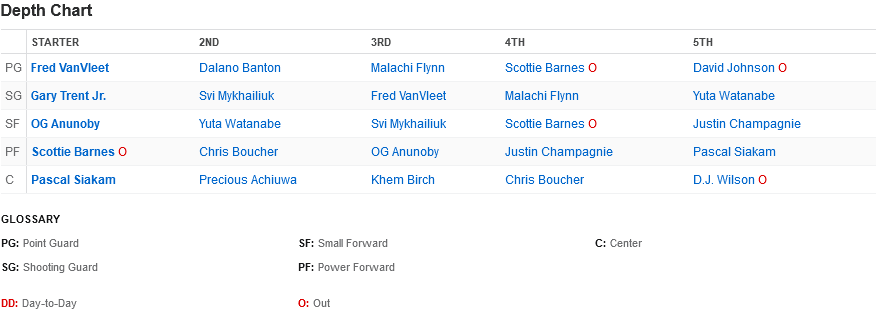 Depth Chart
STARTER 2ND 3RD 4TH 5TH
PG Fred VanVleet Dalano Banton Malachi Flynn Scottie Barnes O David Johnson O
SG Gary Trent Jr. Svi Mykhailiuk Fred VanVleet Malachi Flynn Yuta Watanabe
SF OG Anunoby Yuta Watanabe Svi Mykhailiuk Scottie Barnes O Justin Champagnie
PF Scottie Barnes O Chris Boucher OG Anunoby Justin Champagnie Pascal Siakam
C Pascal Siakam Precious Achiuwa Khem Birch Chris Boucher D.J. Wilson O
GLOSSARY
PG: Point Guard SF: Small Forward C: Center
SG: Shooting Guard PF: Power Forward
DD: Day-to-Day O: Out